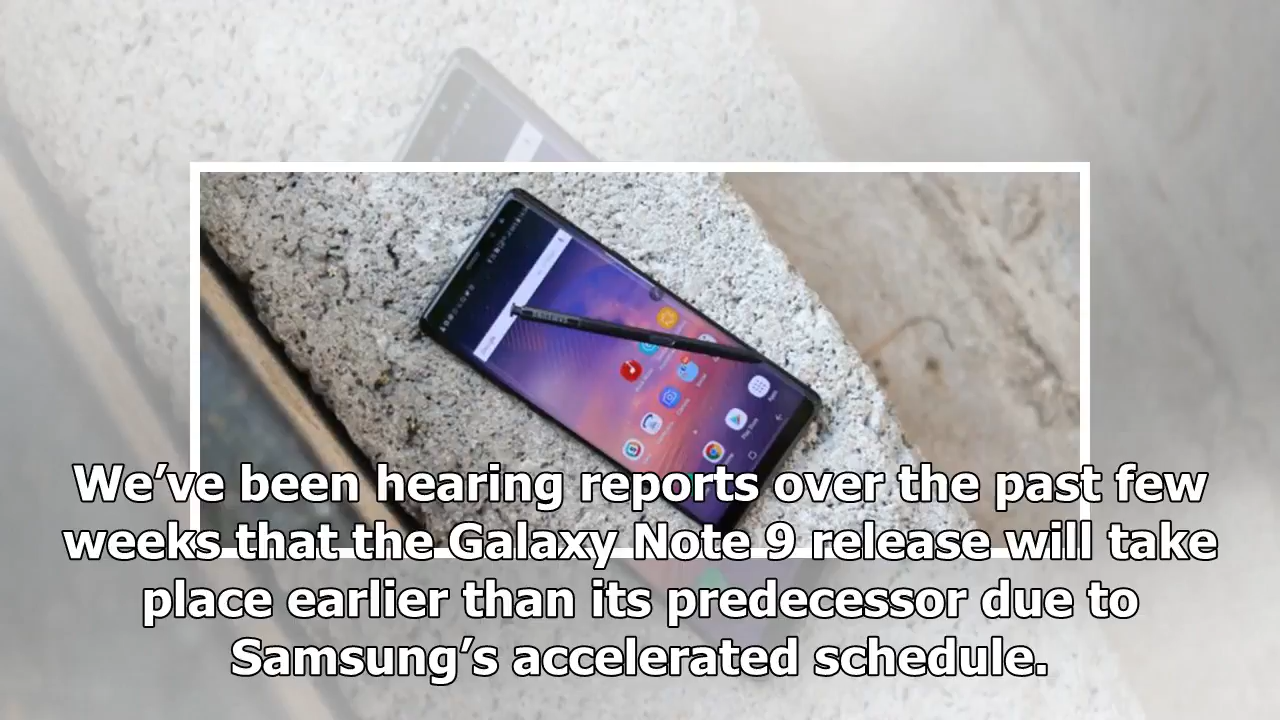 We’ve been hearing reports over the past few
weeks that the Galaxy Note 9 release will take
place earlier than its predecessor due to
Samsung’s accelerated schedule.